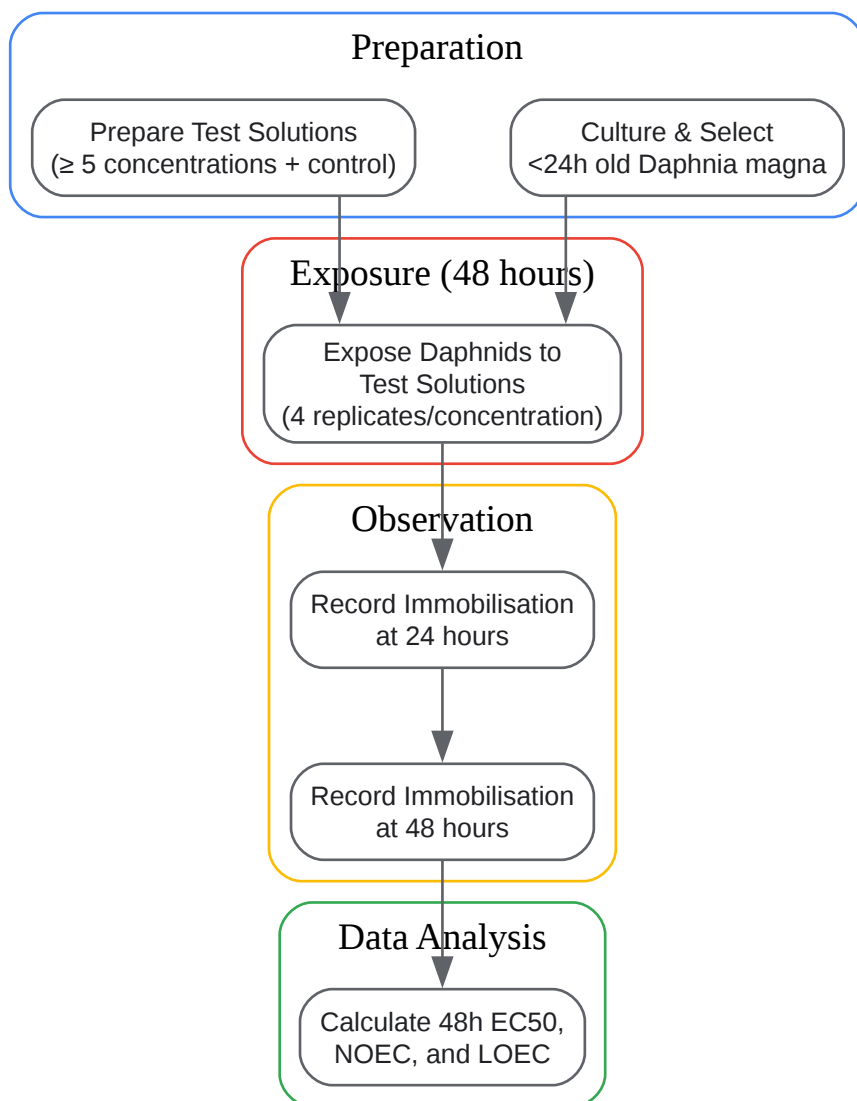 Preparation
Prepare Test Solutions
(≥ 5 concentrations + control)
Culture & Select
<24h old Daphnia magna
Exposure (48 hours)
Expose Daphnids to
Test Solutions
(4 replicates/concentration)
Observation
Record Immobilisation
at 24 hours
Record Immobilisation
at 48 hours
Data Analysis
Calculate 48h EC50,
NOEC, and LOEC